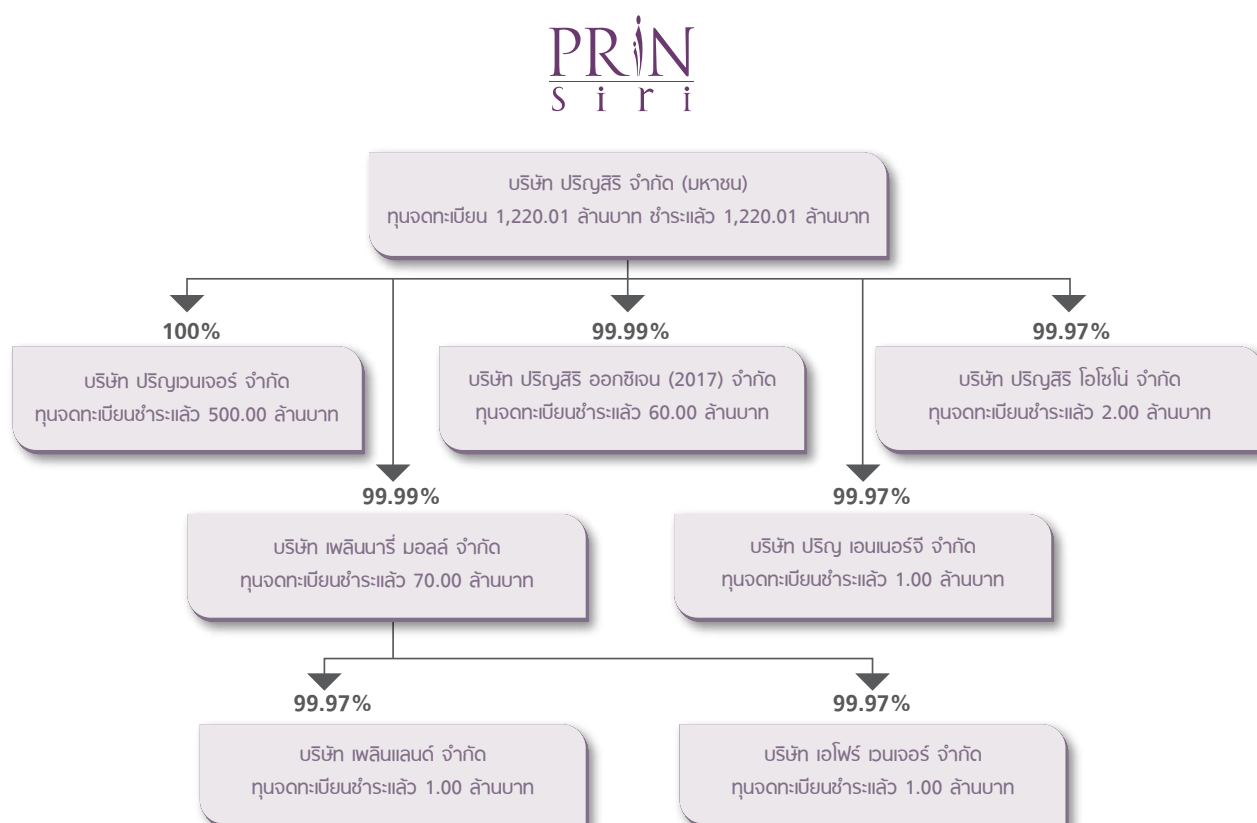 PRIN
siri
บริษัท ปริญสิริ จำกัด (มหาชน)
ทุนจดทะเบียน 1,220.01 ล้านบาท ชำระแล้ว 1,220.01 ล้านบาท
100%
บริษัท ปริญเวนเจอร์ จำกัด
ทุนจดทะเบียนชำระแล้ว 500.00 ล้านบาท
99.99%
บริษัท ปริญสิริ ออกซิเจน (2017) จำกัด
ทุนจดทะเบียนชำระแล้ว 60.00 ล้านบาท
99.97%
บริษัท ปริญสิริ โอโซโน่ จำกัด
ทุนจดทะเบียนชำระแล้ว 2.00 ล้านบาท
99.99%
บริษัท เพลินนารี่ มอลล์ จำกัด
ทุนจดทะเบียนชำระแล้ว 70.00 ล้านบาท
99.97%
บริษัท ปริญ เอนเนอร์จี จำกัด
ทุนจดทะเบียนชำระแล้ว 1.00 ล้านบาท
99.97%
บริษัท เพลินแลนด์ จำกัด
ทุนจดทะเบียนชำระแล้ว 1.00 ล้านบาท
99.97%
บริษัท เอโฟร์ เวนเจอร์ จำกัด
ทุนจดทะเบียนชำระแล้ว 1.00 ล้านบาท